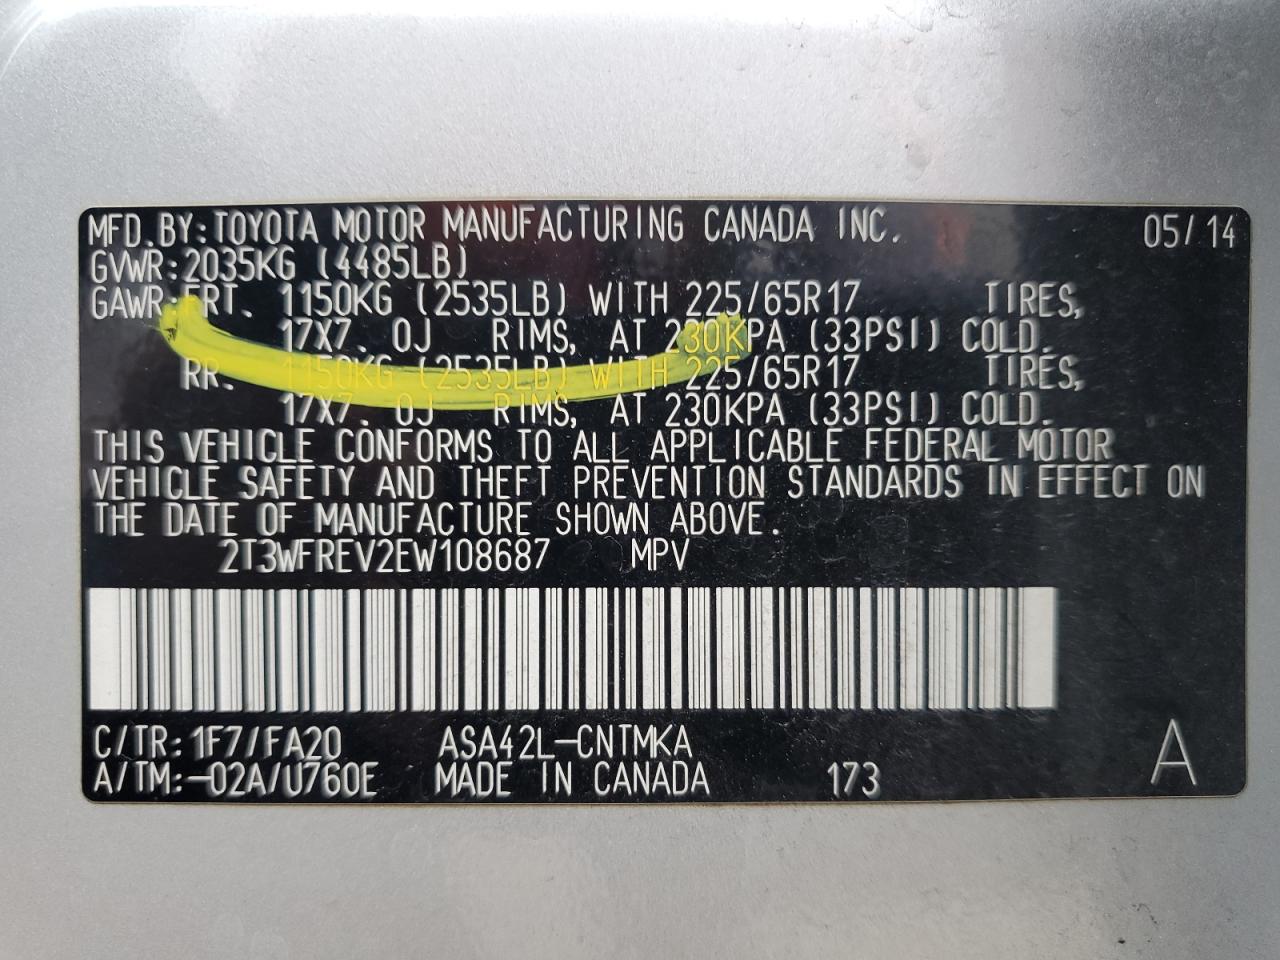 MFD.BY:TOYOTA MOTOR MANUFACTURING CANADA INC. 05/14
GVWR:2035KG (4485LB)
GAWR:FRT. 1150KG (2535LB) WITH 225/65R17 TIRES,
17X7.0J RIMS, AT 230KPA (33PSI) COLD.
RR. 1150KG (2535LB) WITH 225/65R17 TIRES,
17X7.0J RIMS, AT 230KPA (33PSI) COLD.
THIS VEHICLE CONFORMS TO ALL APPLICABLE FEDERAL MOTOR
VEHICLE SAFETY AND THEFT PREVENTION STANDARDS IN EFFECT ON
THE DATE OF MANUFACTURE SHOWN ABOVE.
2T3WFREV2EW108687 MPV
C/TR:1F7/FA20 ASA42L-CNTMKA
A/TM:-02A/U760E MADE IN CANADA 173 A